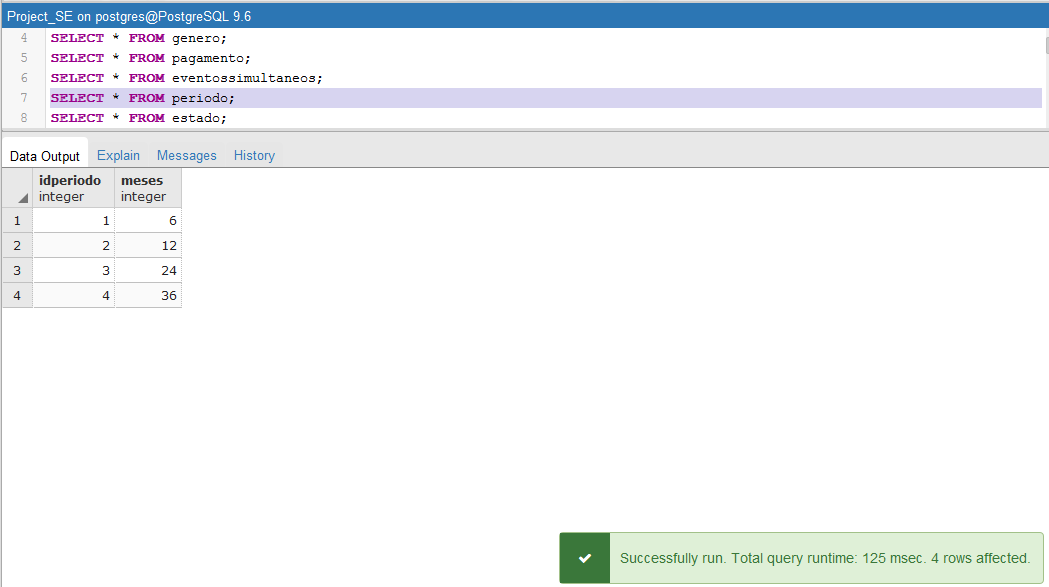 Project_SE on postgres@PostgreSQL 9.6
4 SELECT * FROM genero;
5 SELECT * FROM pagamento;
6 SELECT * FROM eventossimultaneos;
7 SELECT * FROM periodo;
8 SELECT * FROM estado;
Data Output Explain Messages History
idperiodo meses
integer integer
1 1 6
2 2 12
3 3 24
4 4 36
Successfully run. Total query runtime: 125 msec. 4 rows affected.